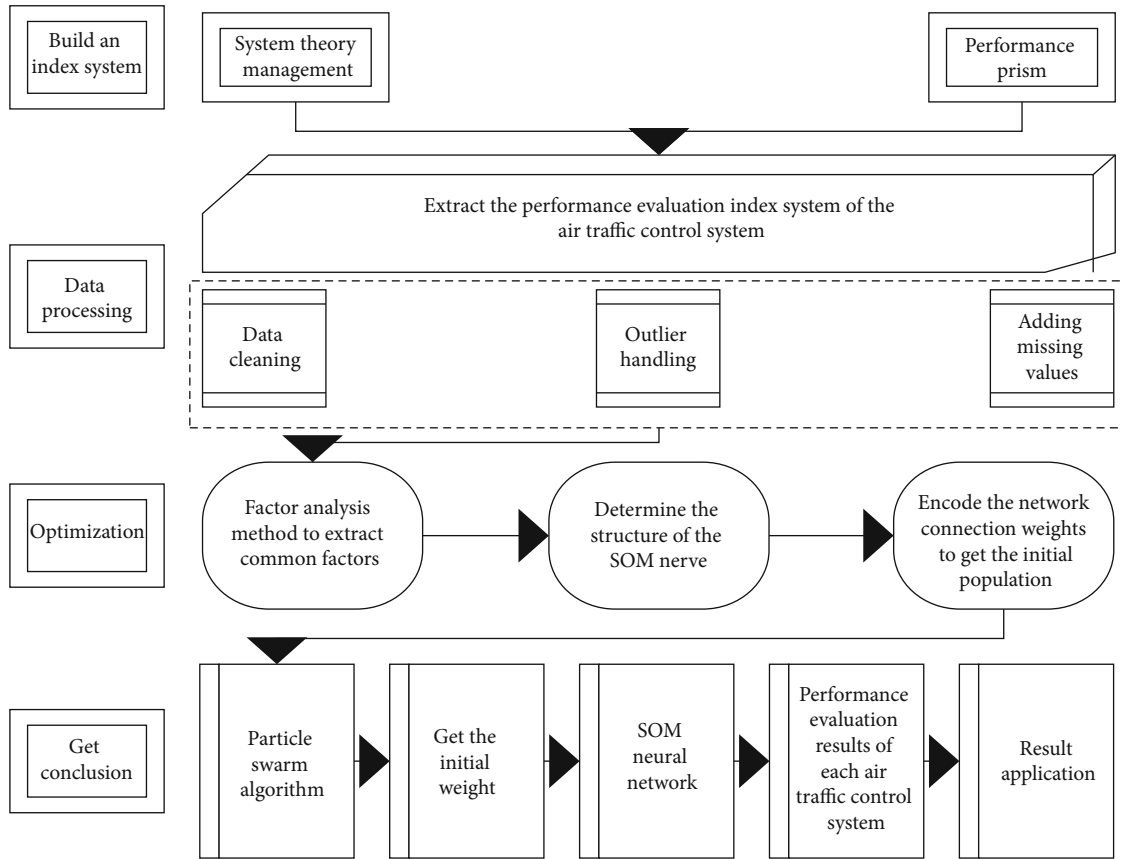 Build an
index system
System theory
management
Performance
prism
Extract the performance evaluation index system of the
air traffic control system
Data
processing
Data
cleaning
Outlier
handling
Adding
missing
values
Optimization
Factor analysis
method to extract
common factors
Determine the
structure of the
SOM nerve
Encode the network
connection weights
to get the initial
population
Get
conclusion
Particle
swarm
algorithm
Get the
initial
weight
SOM
neural
network
Performance
evaluation
results of
each air
traffic control
system
Result
application